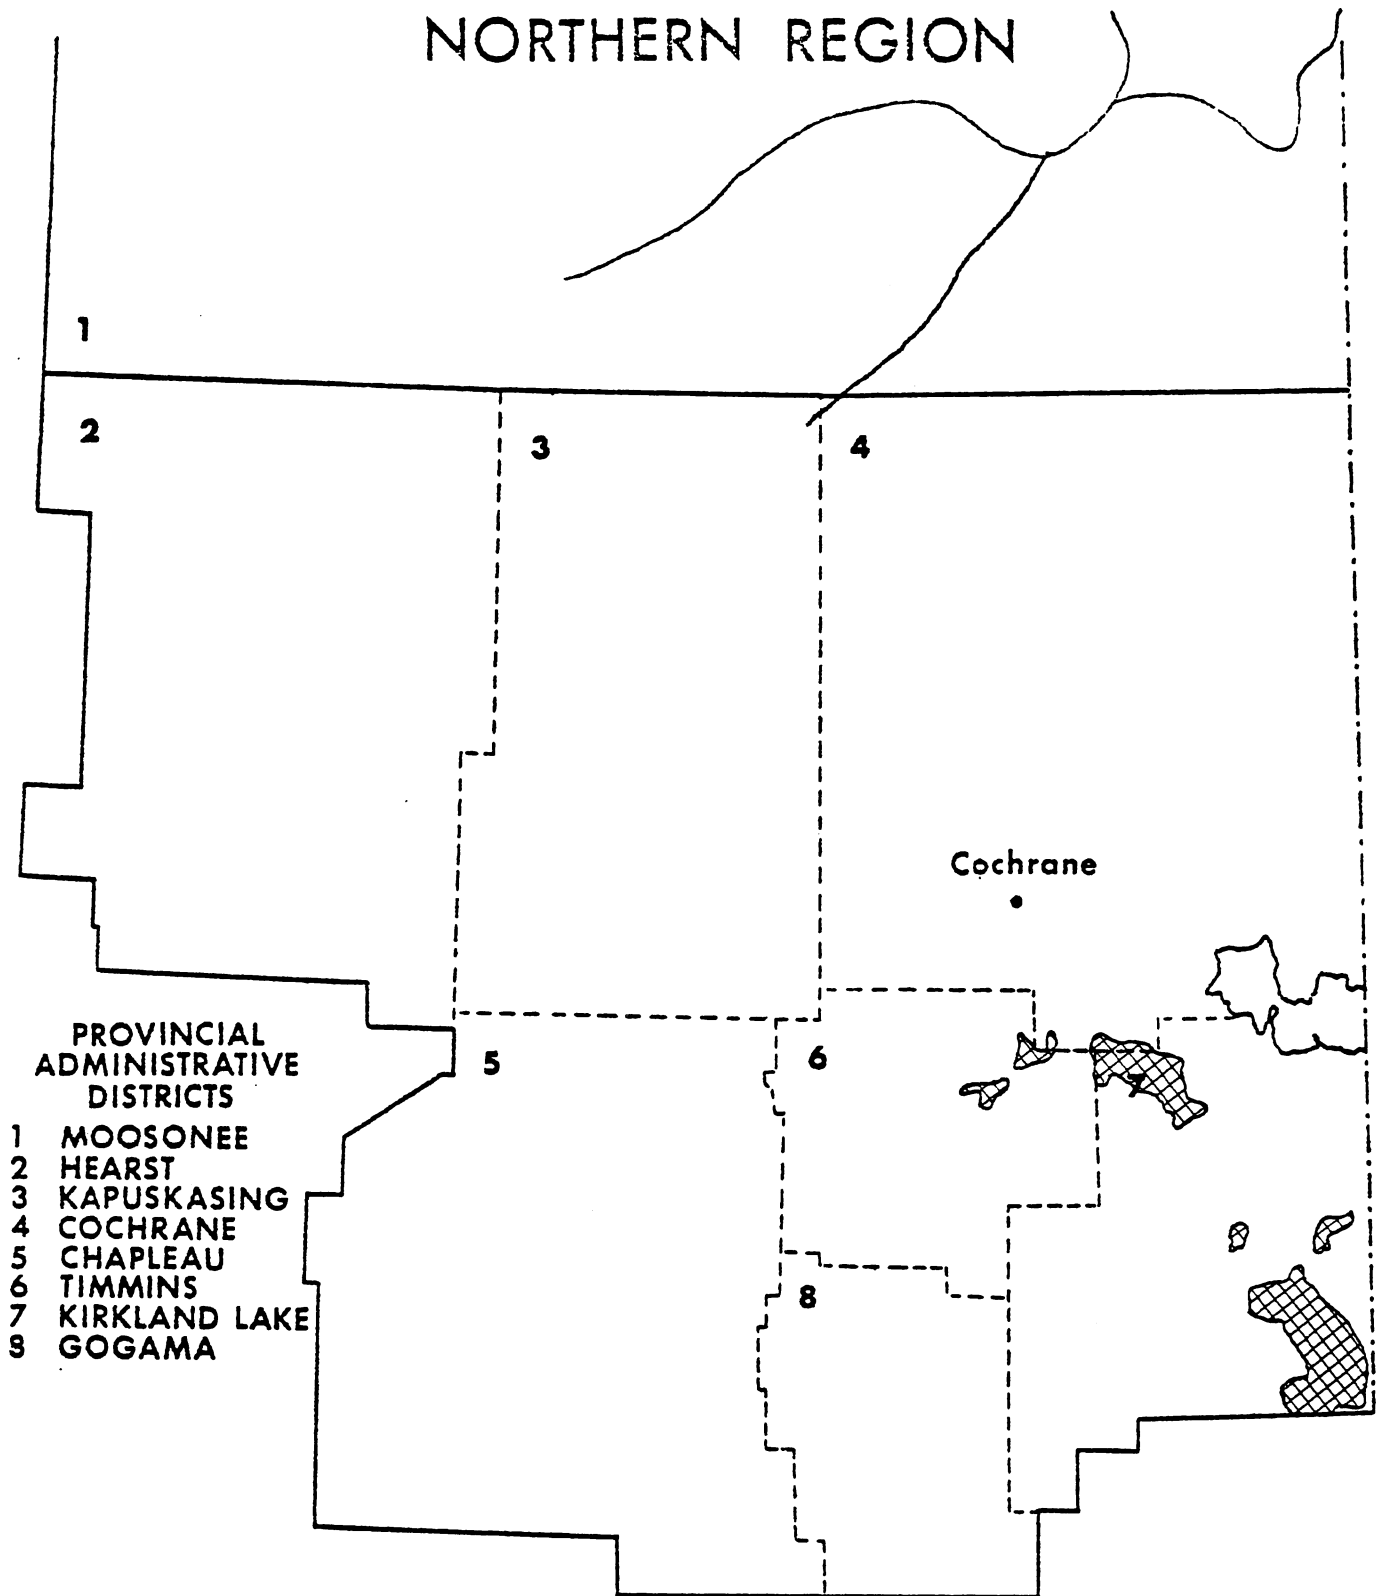 NORTHERN REGION
1
2
3
4
Cochrane
5
6
7
8
PROVINCIAL
ADMINISTRATIVE
DISTRICTS
1 MOOSONEE
2 HEARST
3 KAPUSKASING
4 COCHRANE
5 CHAPLEAU
6 TIMMINS
7 KIRKLAND LAKE
8 GOGAMA